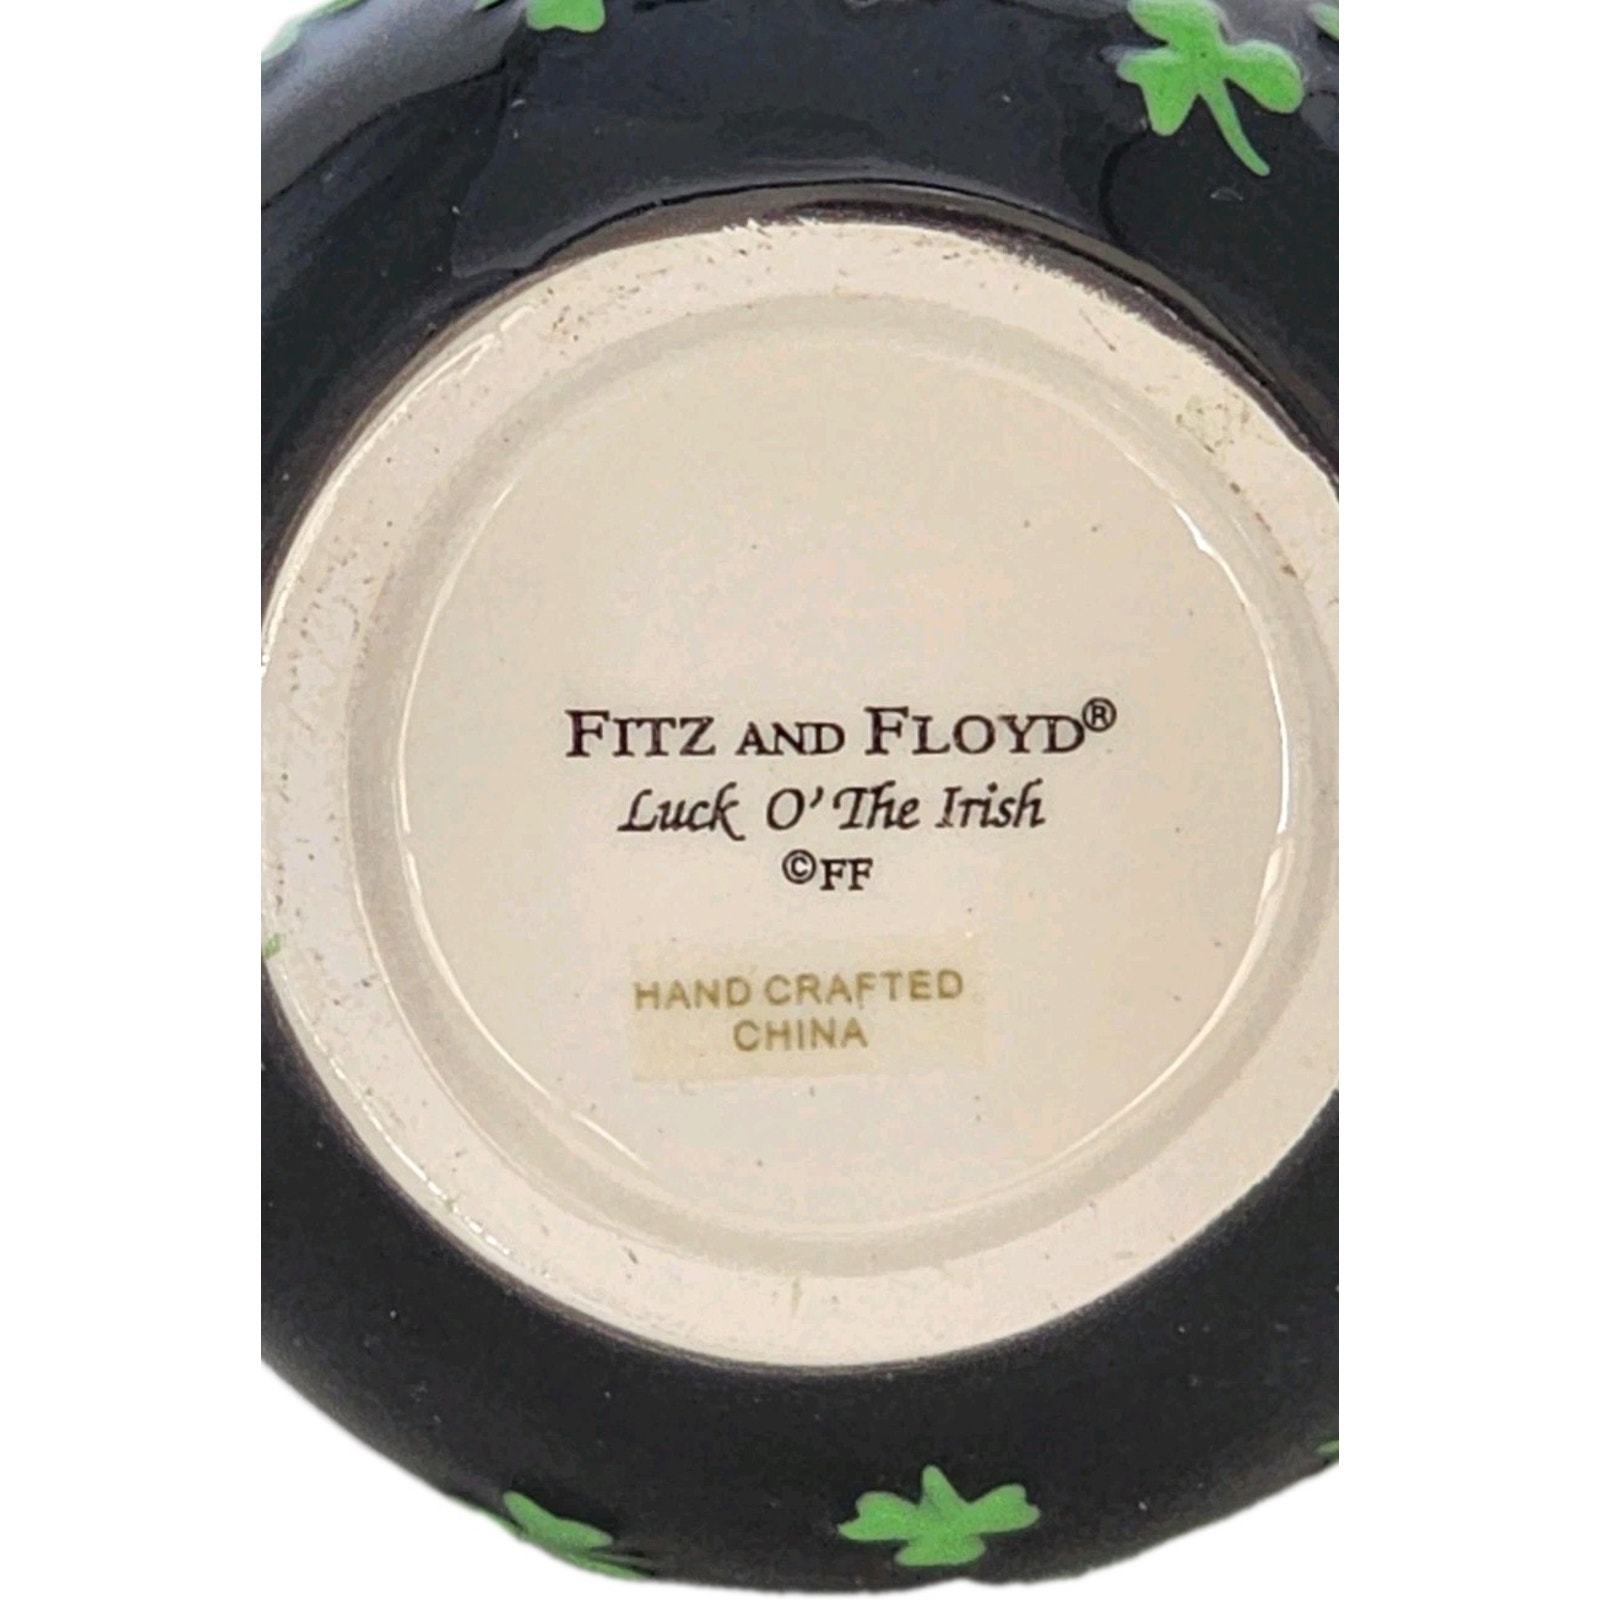 FITZ AND FLOYD®
Luck O' The Irish
©FF
HAND CRAFTED
CHINA